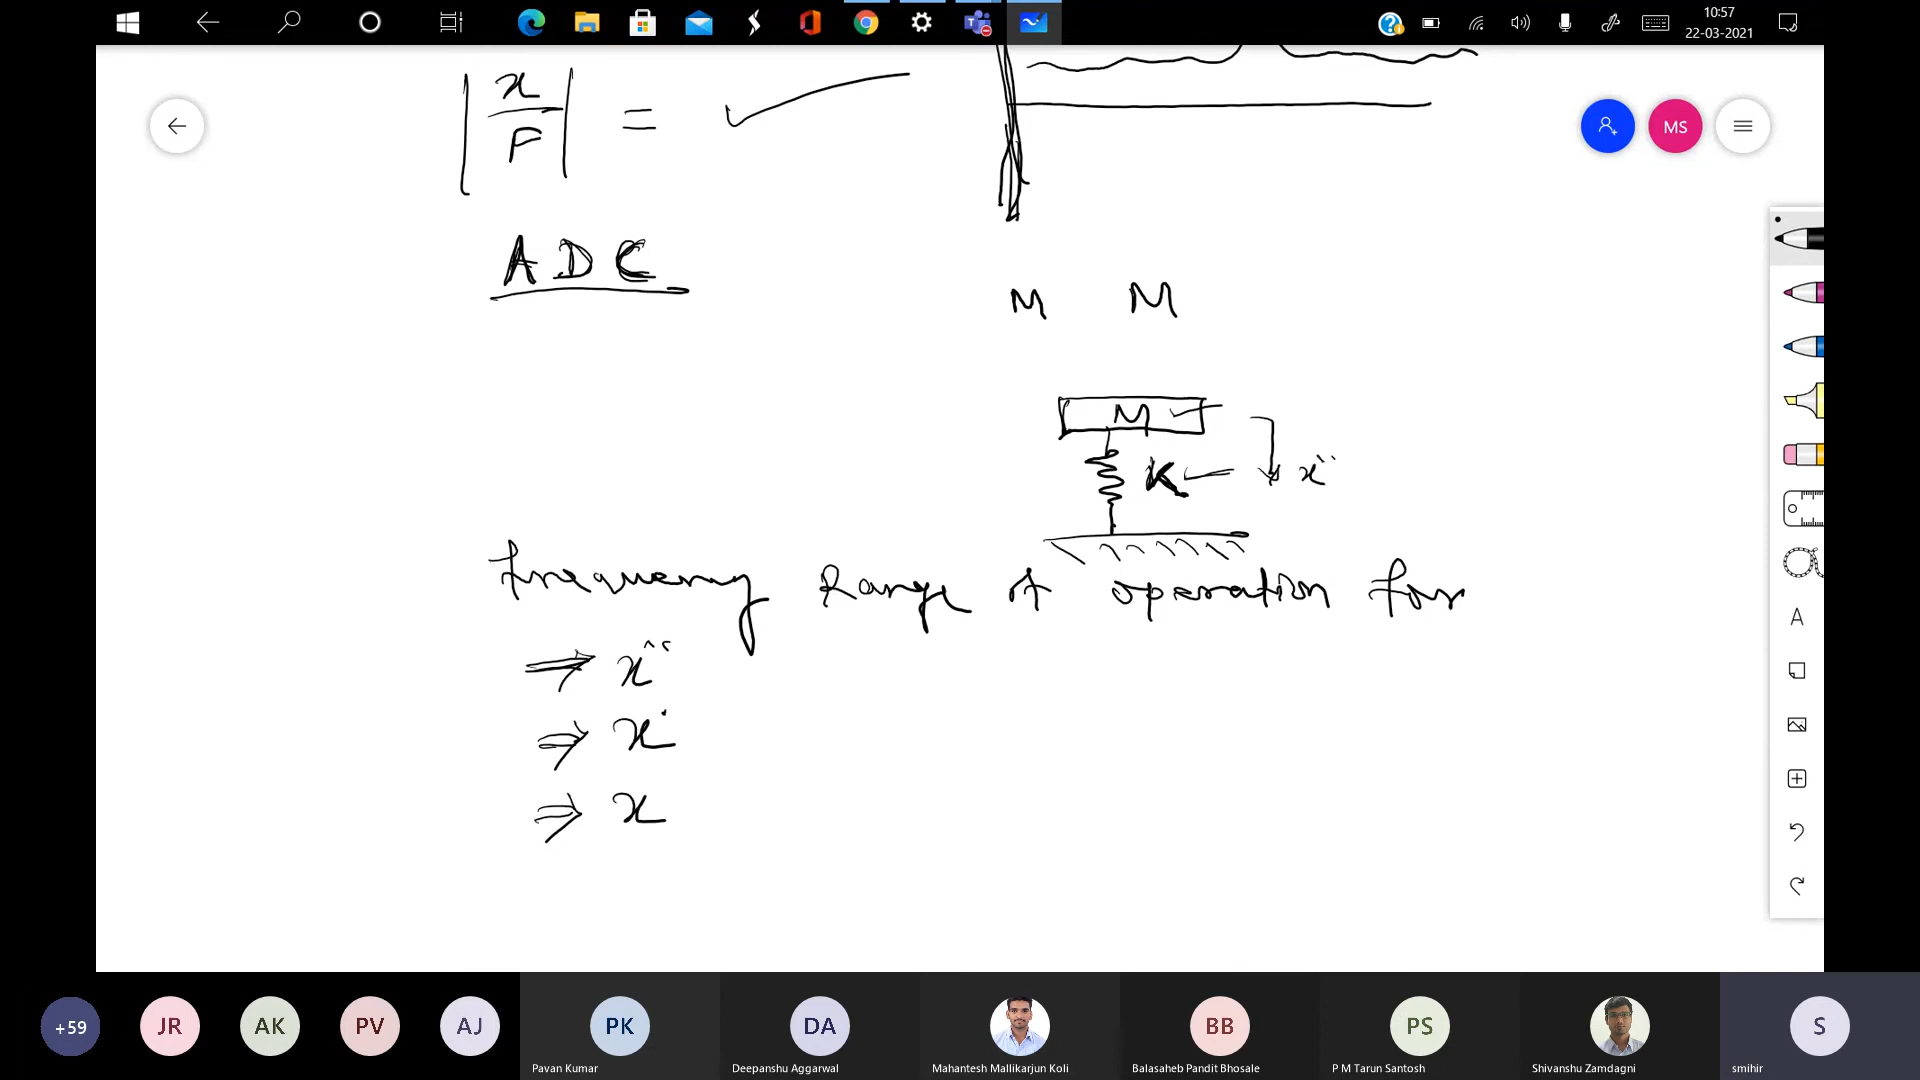 10:57
22-03-2021
x
F
=
MS
A D C
M M
M
K
ẍ
frequency Range of operation for
⇒ ẍ
⇒ ẋ
⇒ x
A
+59
JR
AK
PV
AJ
PK
DA
BB
PS
S
Pavan Kumar
Deepanshu Aggarwal
Mahantesh Mallikarjun Koli
Balasaheb Pandit Bhosale
P M Tarun Santosh
Shivanshu Zamdagni
smihir